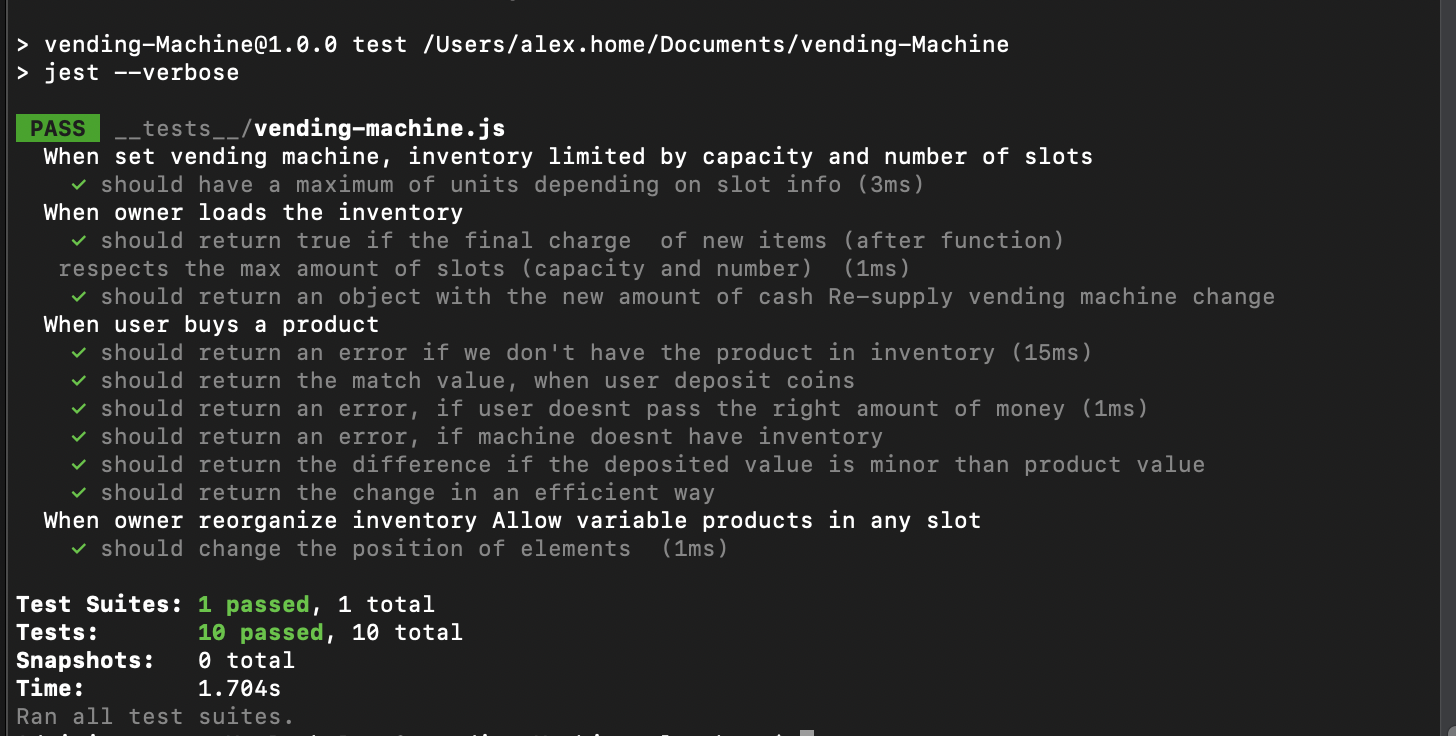 > vending-Machine@1.0.0 test /Users/alex.home/Documents/vending-Machine
> jest --verbose
PASS __tests__/vending-machine.js
When set vending machine, inventory limited by capacity and number of slots
✓ should have a maximum of units depending on slot info (3ms)
When owner loads the inventory
✓ should return true if the final charge  of new items (after function)
respects the max amount of slots (capacity and number)  (1ms)
✓ should return an object with the new amount of cash Re-supply vending machine change
When user buys a product
✓ should return an error if we don't have the product in inventory (15ms)
✓ should return the match value, when user deposit coins
✓ should return an error, if user doesnt pass the right amount of money (1ms)
✓ should return an error, if machine doesnt have inventory
✓ should return the difference if the deposited value is minor than product value
✓ should return the change in an efficient way
When owner reorganize inventory Allow variable products in any slot
✓ should change the position of elements  (1ms)
Test Suites: 1 passed, 1 total
Tests: 10 passed, 10 total
Snapshots: 0 total
Time: 1.704s
Ran all test suites.